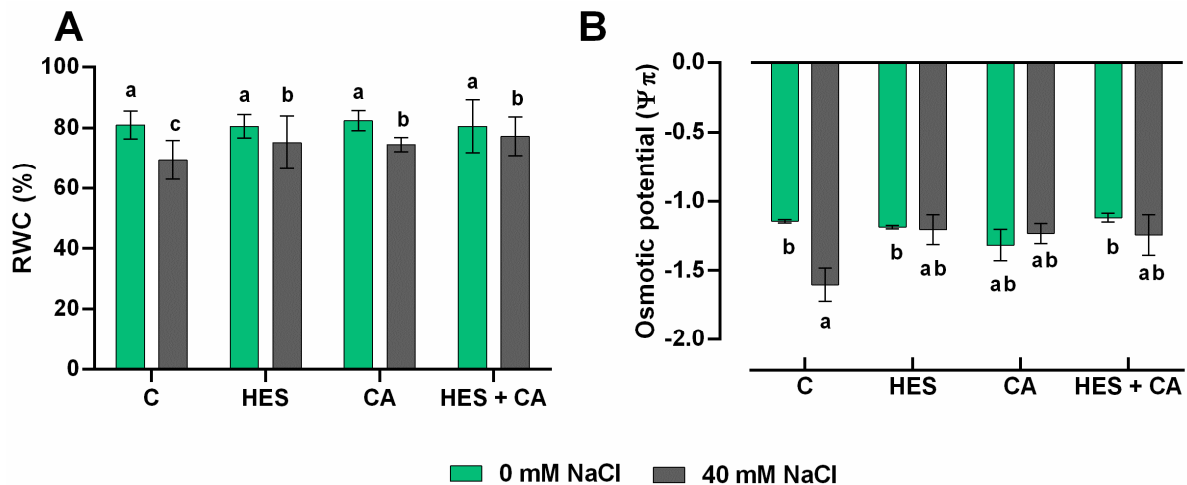 A
RWC (%)
100
80
60
40
20
0
a
c
a
b
a
b
a
b
C
HES
CA
HES + CA
B
Osmotic potential (Ψπ)
0.0
-0.5
-1.0
-1.5
-2.0
b
a
b
ab
ab
ab
b
ab
C
HES
CA
HES + CA
0 mM NaCl
40 mM NaCl